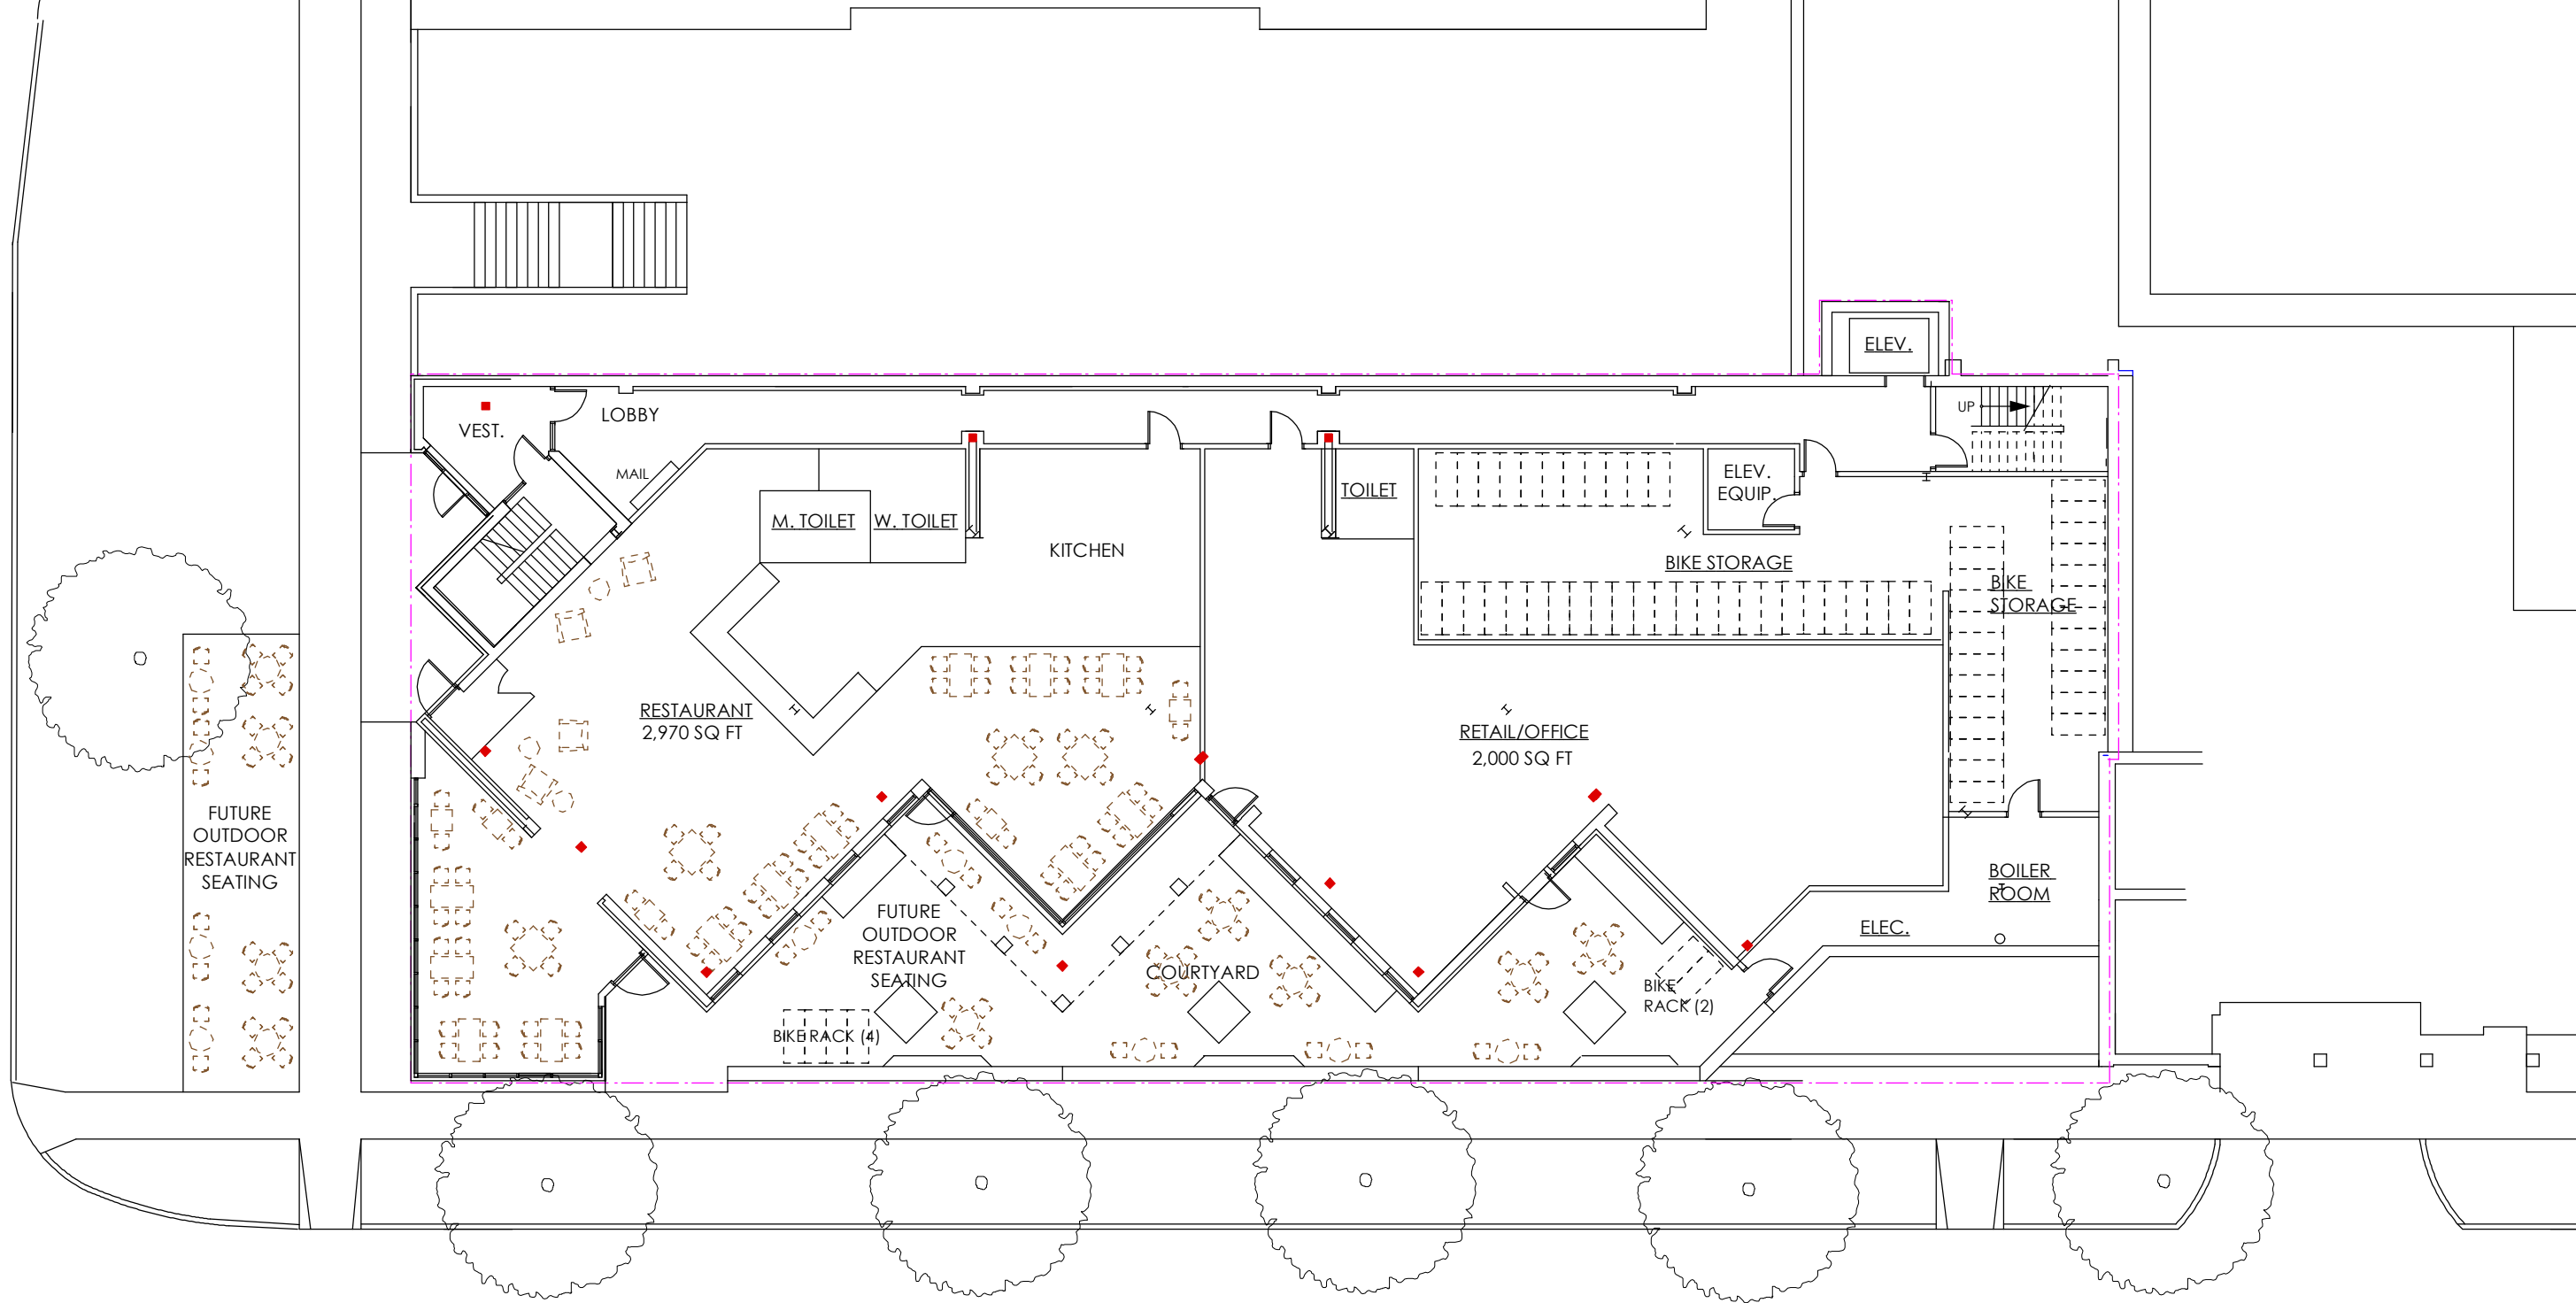 ELEV.
UP
VEST.
LOBBY
MAIL
M. TOILET
W. TOILET
KITCHEN
TOILET
ELEV.
EQUIP.
BIKE STORAGE
BIKE
STORAGE
RESTAURANT
2,970 SQ FT
RETAIL/OFFICE
2,000 SQ FT
FUTURE
OUTDOOR
RESTAURANT
SEATING
FUTURE
OUTDOOR
RESTAURANT
SEATING
COURTYARD
BOILER
ROOM
ELEC.
BIKE
RACK (2)
BIKE RACK (4)